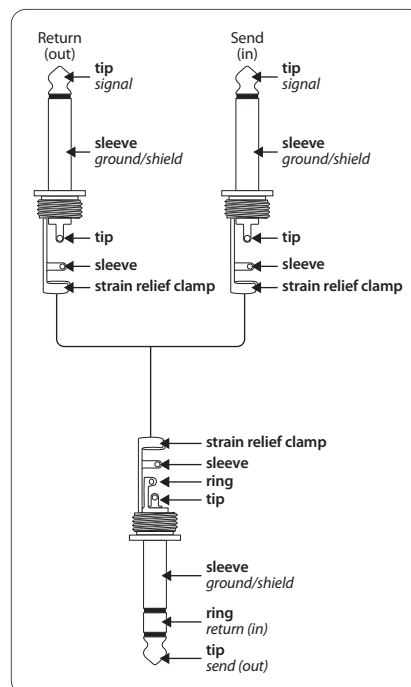 Return
(out)
tip
signal
sleeve
ground/shield
tip
sleeve
strain relief clamp
Send
(in)
tip
signal
sleeve
ground/shield
tip
sleeve
strain relief clamp
strain relief clamp
sleeve
ring
tip
sleeve
ground/shield
ring
return (in)
tip
send (out)